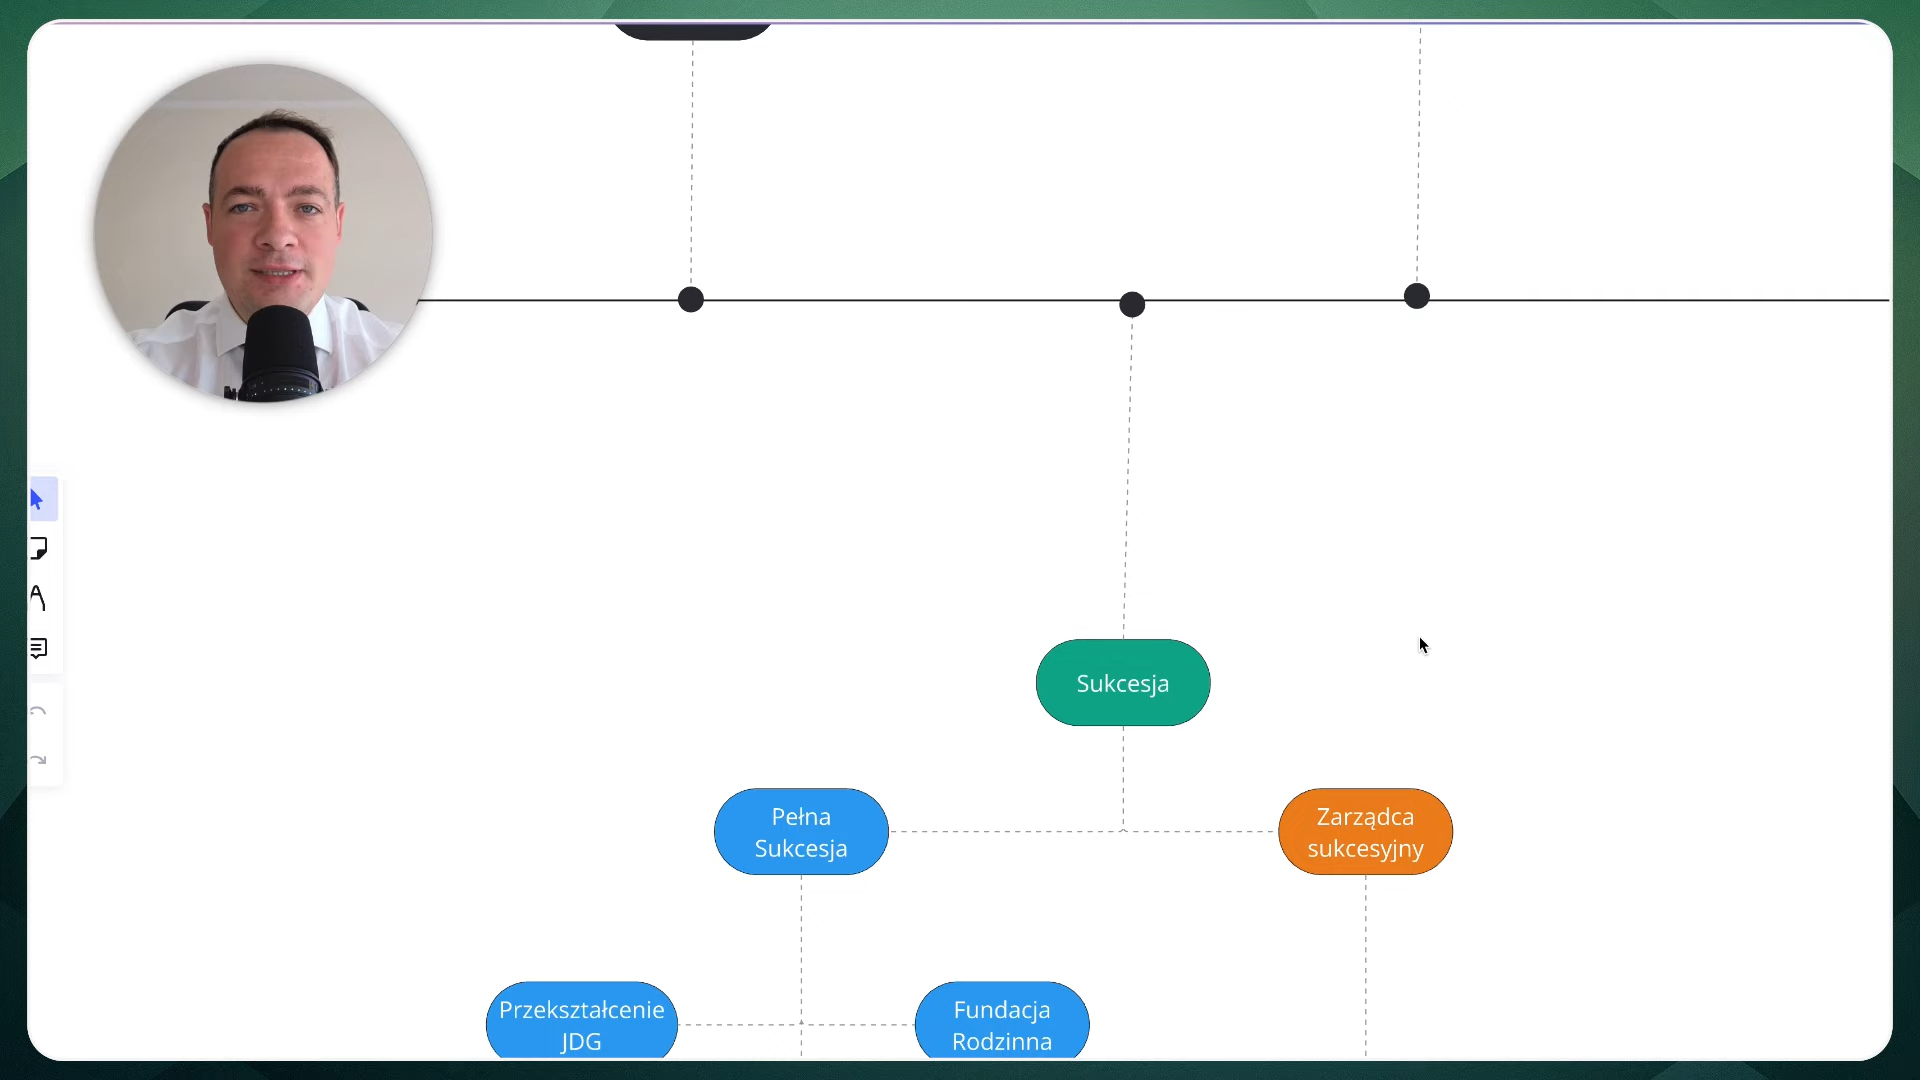 Sukcesja
Pełna
Sukcesja
Zarządca
sukcesyjny
Przekształcenie
JDG
Fundacja
Rodzinna